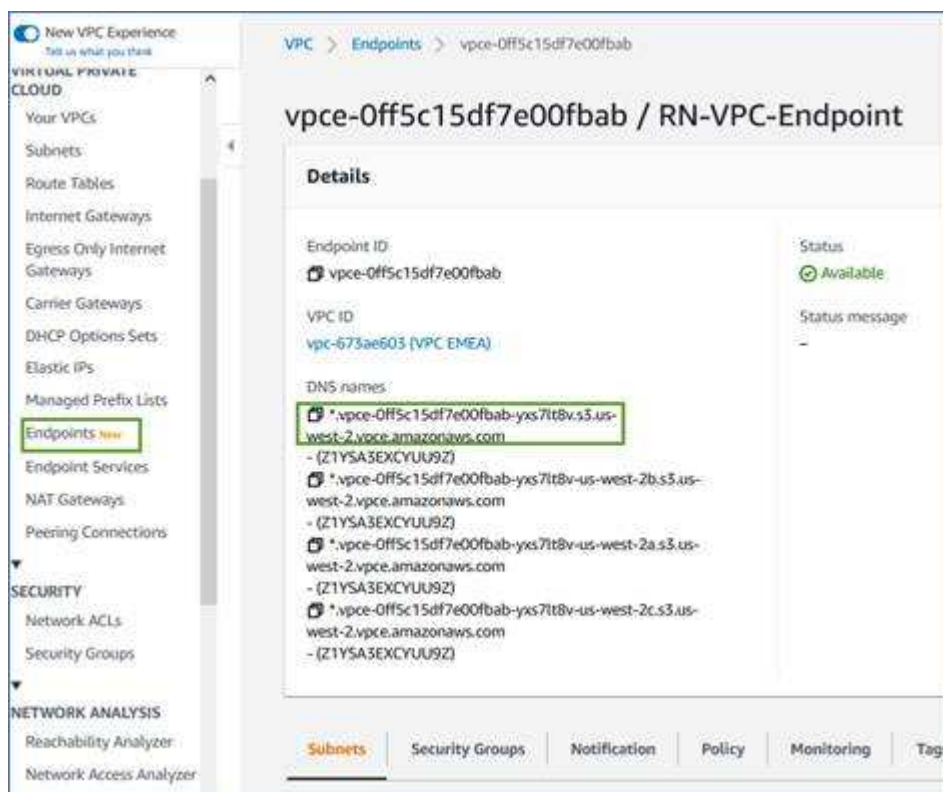 New VPC Experience
Tell us what you think
VIRTUAL PRIVATE
CLOUD
Your VPCs
Subnets
Route Tables
Internet Gateways
Egress Only Internet
Gateways
Carrier Gateways
DHCP Options Sets
Elastic IPs
Managed Prefix Lists
Endpoints New
Endpoint Services
NAT Gateways
Peering Connections
SECURITY
Network ACLs
Security Groups
NETWORK ANALYSIS
Reachability Analyzer
Network Access Analyzer
VPC > Endpoints > vpce-0ff5c15df7e00fbab
vpce-0ff5c15df7e00fbab / RN-VPC-Endpoint
Details
Endpoint ID
vpce-0ff5c15df7e00fbab
VPC ID
vpc-673ae603 (VPC EMEA)
DNS names
*.vpce-0ff5c15df7e00fbab-yxs7lt8v.s3.us-
west-2.vpce.amazonaws.com
- (Z1YSA3EXCYUU9Z)
*.vpce-0ff5c15df7e00fbab-yxs7lt8v-us-west-2b.s3.us-
west-2.vpce.amazonaws.com
- (Z1YSA3EXCYUU9Z)
*.vpce-0ff5c15df7e00fbab-yxs7lt8v-us-west-2a.s3.us-
west-2.vpce.amazonaws.com
- (Z1YSA3EXCYUU9Z)
*.vpce-0ff5c15df7e00fbab-yxs7lt8v-us-west-2c.s3.us-
west-2.vpce.amazonaws.com
- (Z1YSA3EXCYUU9Z)
Status
Available
Status message
–
Subnets Security Groups Notification Policy Monitoring Tag